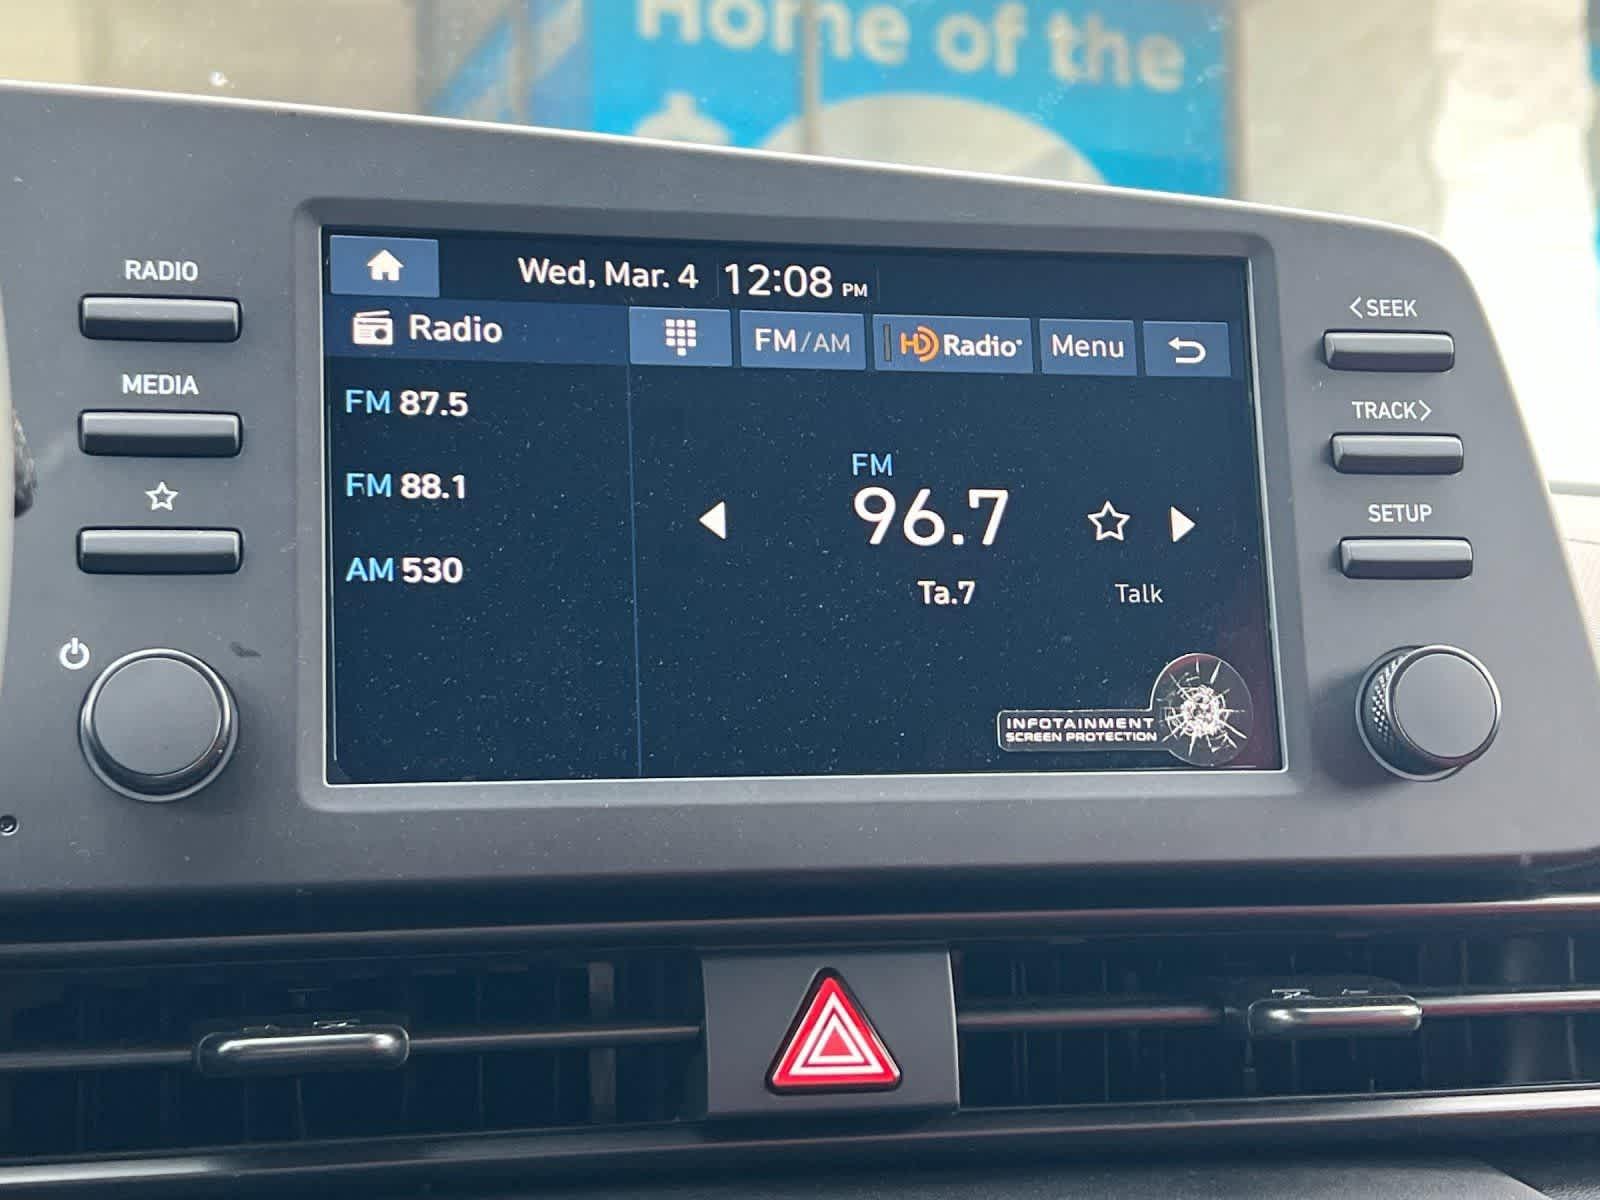 Home of the
RADIO
MEDIA
Wed, Mar. 4 12:08 PM
Radio
FM/AM
HD Radio
Menu
FM 87.5
FM 88.1
AM 530
FM
96.7
Ta.7
Talk
INFOTAINMENT
SCREEN PROTECTION
<SEEK
TRACK>
SETUP